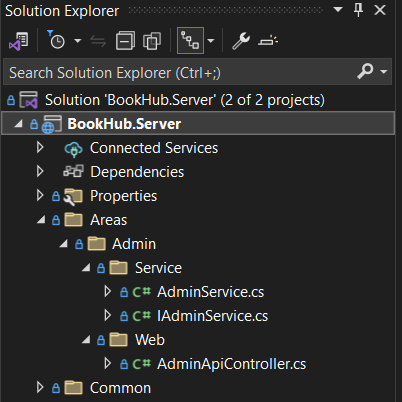 Solution Explorer
Search Solution Explorer (Ctrl+;)
Solution 'BookHub.Server' (2 of 2 projects)
BookHub.Server
Connected Services
Dependencies
Properties
Areas
Admin
Service
C# AdminService.cs
C# IAdminService.cs
Web
C# AdminApiController.cs
Common